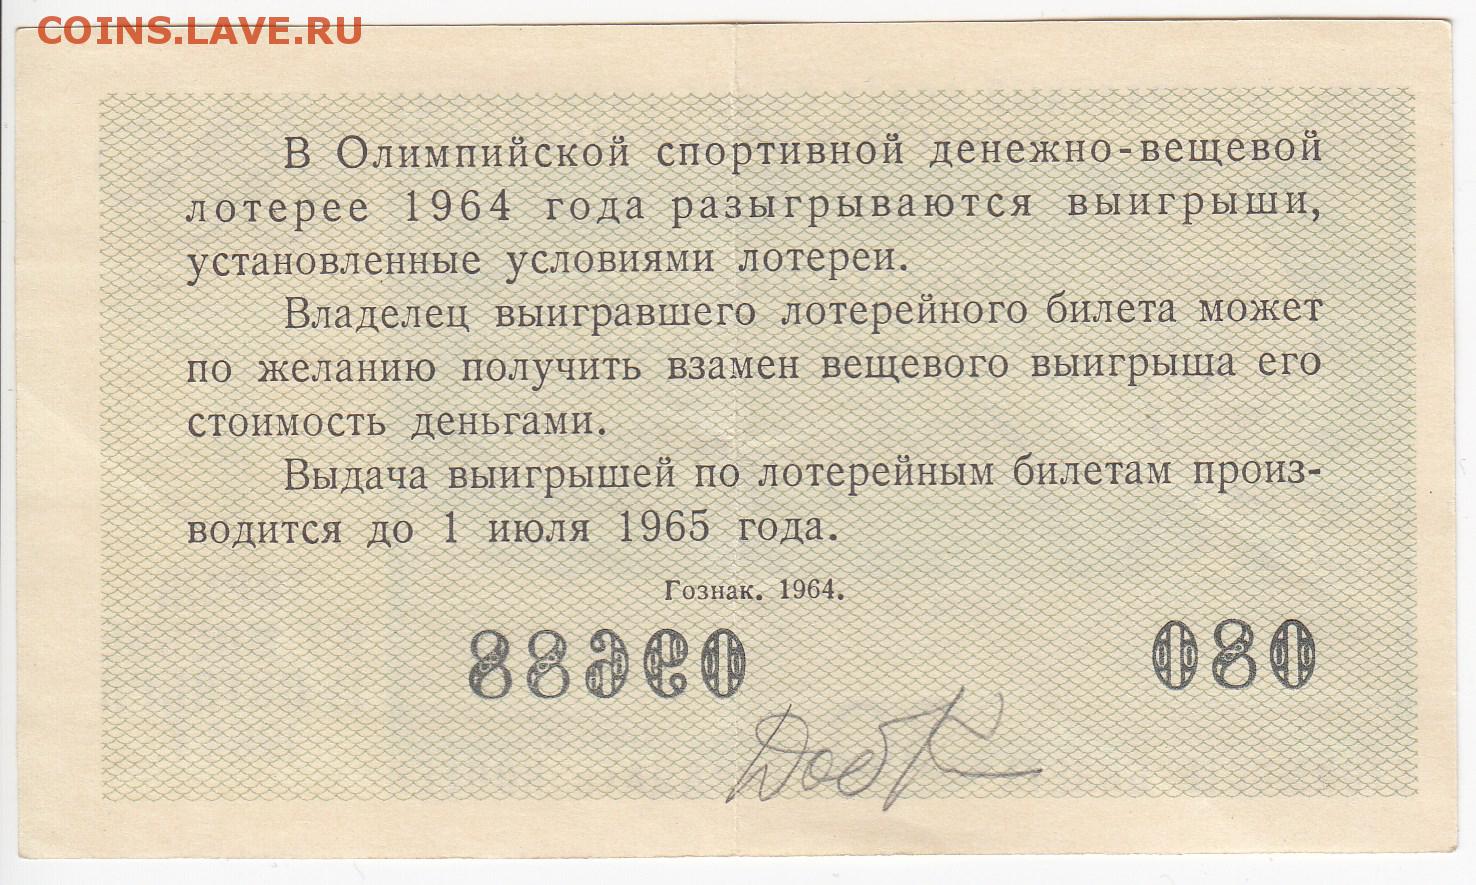 COINS.LAVE.RU
В Олимпийской спортивной денежно-вещевой
лотерее 1964 года разыгрываются выигрыши,
установленные условиями лотереи.
Владелец выигравшего лотерейного билета может
по желанию получить взамен вещевого выигрыша его
стоимость деньгами.
Выдача выигрышей по лотерейным билетам произ-
водится до 1 июля 1965 года.
Гознак. 1964.
09688 080